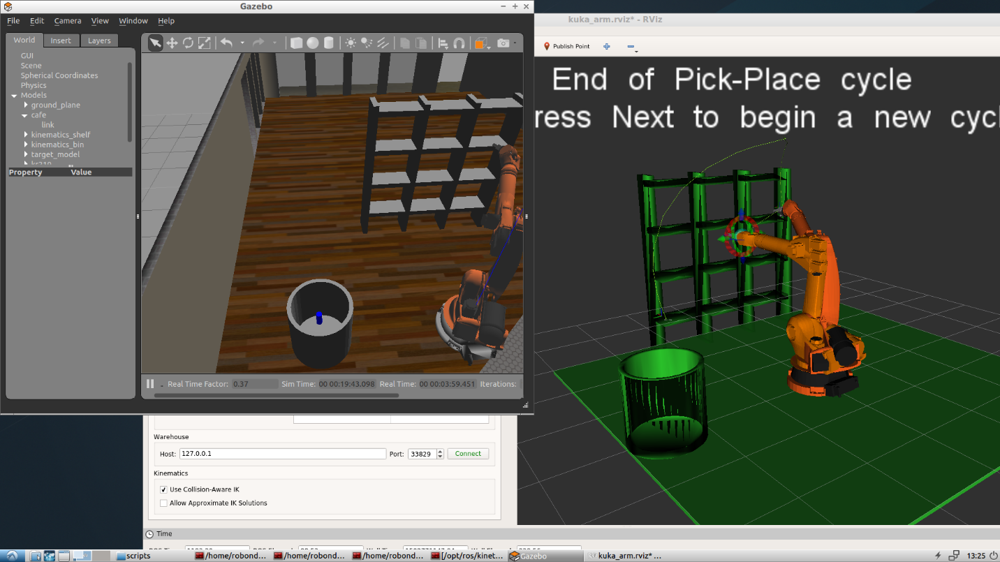 Gazebo
kuka_arm.rviz* - RViz
File Edit Camera View Window Help
World Insert Layers
Publish Point
GUI
Scene
Spherical Coordinates
Physics
Models
ground_plane
cafe
link
kinematics_shelf
kinematics_bin
target_model
kr210
Property Value
End of Pick-Place cycle
ress Next to begin a new cycl
Real Time Factor: 0.37 Sim Time: 00 00:19:43.098 Real Time: 00 00:03:59.451 Iterations:
Warehouse
Host: 127.0.0.1 Port: 33829 Connect
Kinematics
Use Collision-Aware IK
Allow Approximate IK Solutions
Time
scripts /home/robond... /home/robond... /home/robond... [/opt/ros/kinet... Gazebo kuka_arm.rviz* ... 13:25